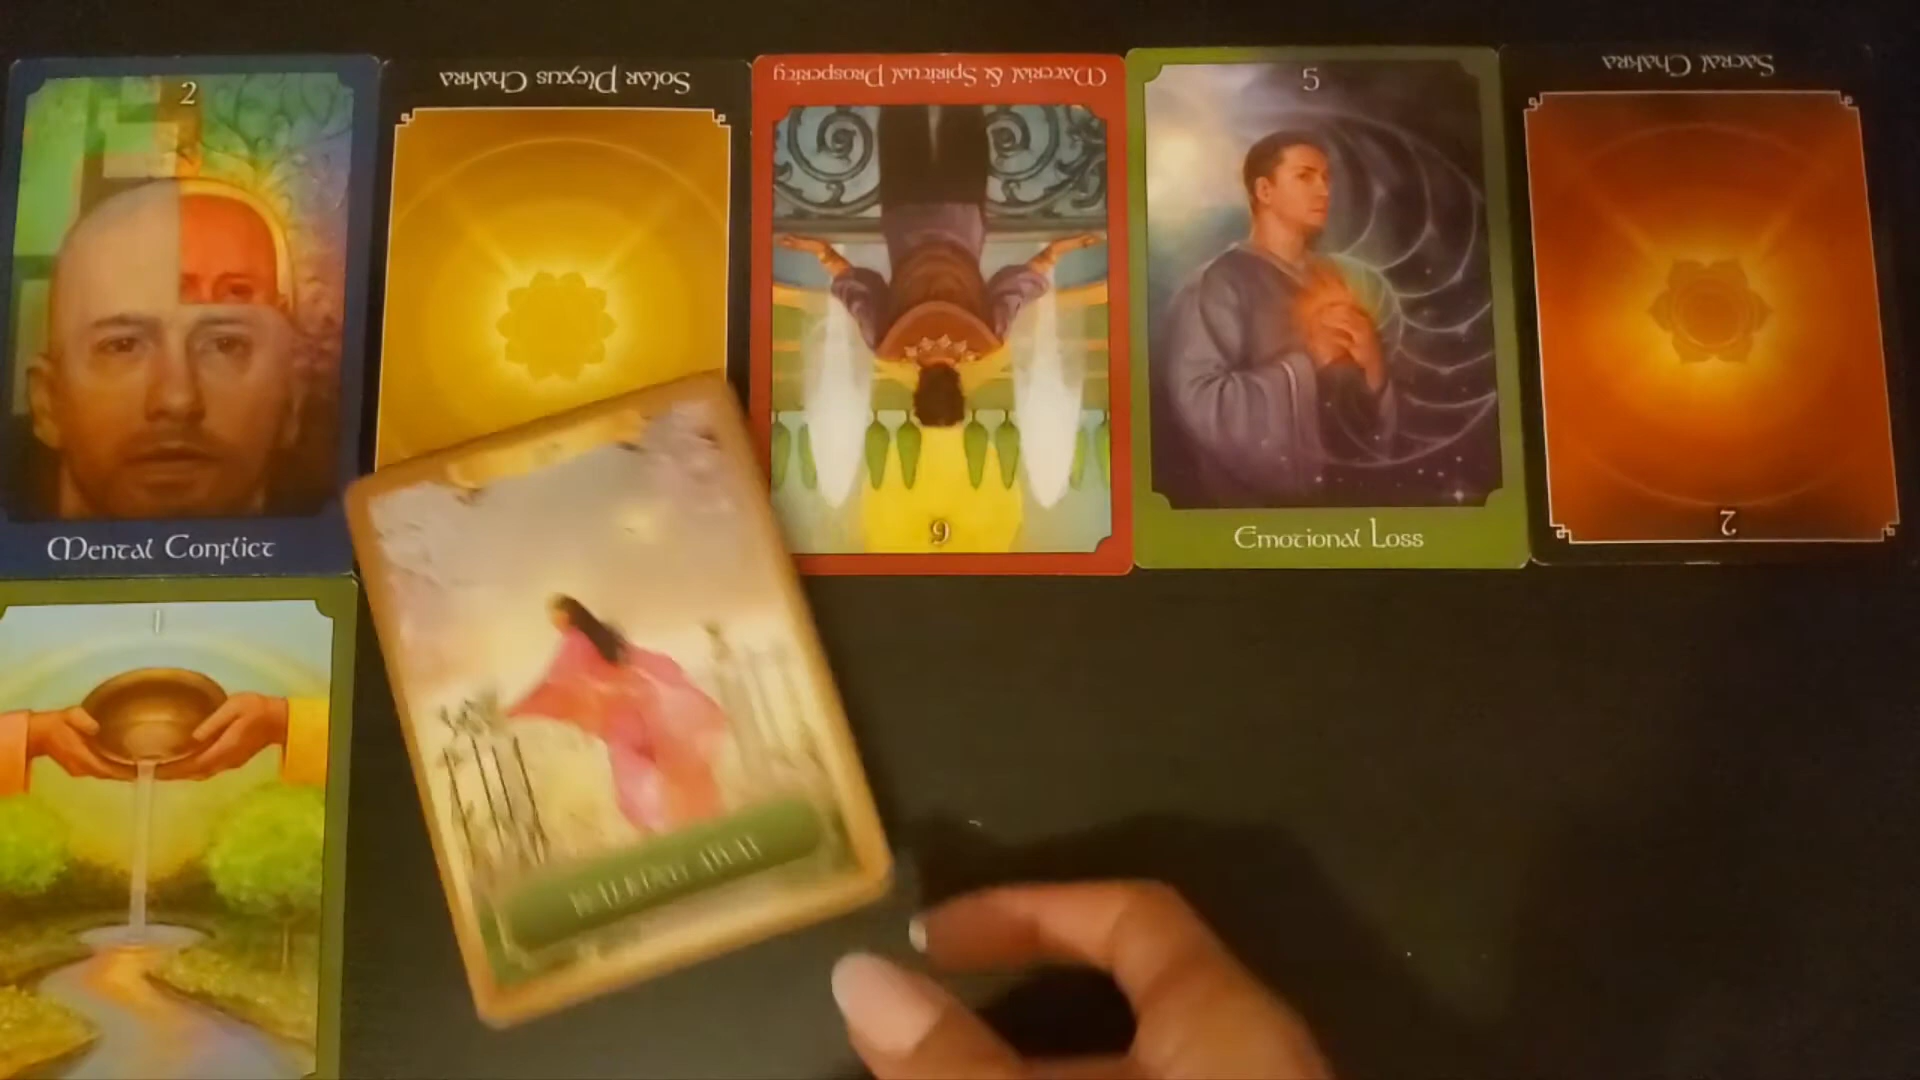 2
Solar Plexus Chakra
Material & Spiritual Prosperity
5
Sacral Chakra
6
2
Emotional Loss
Mental Conflict
1